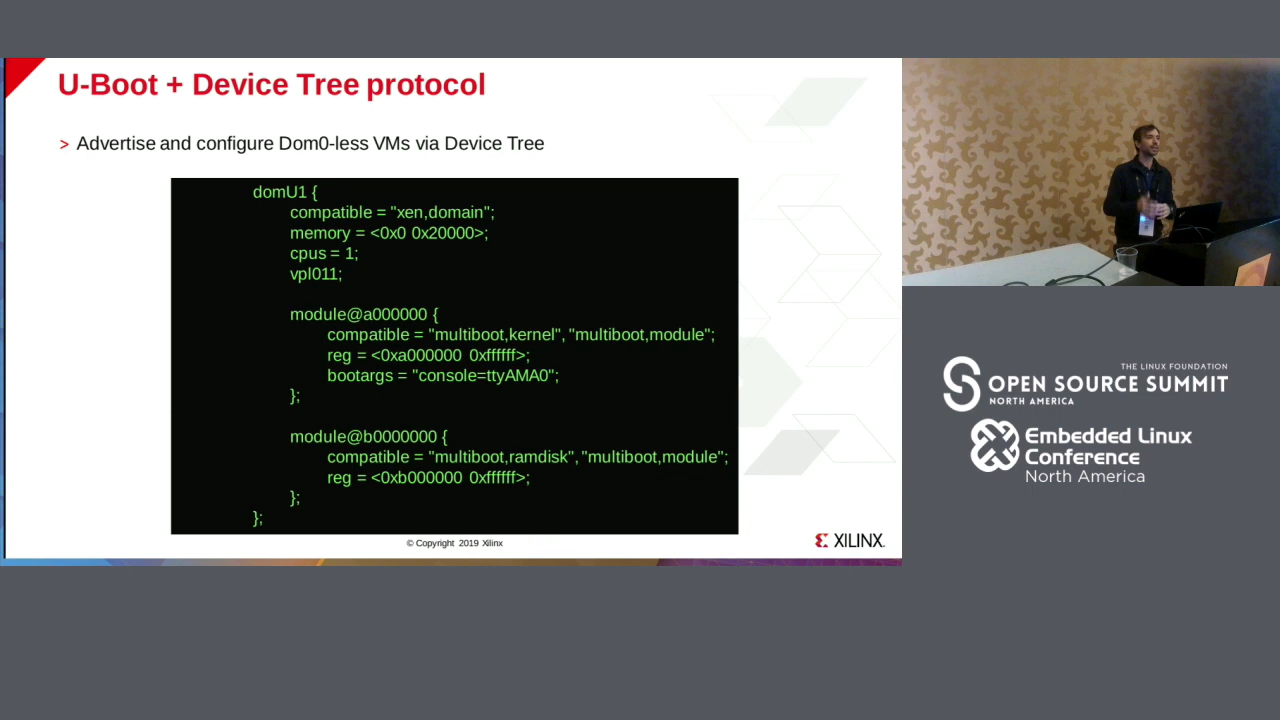 U-Boot + Device Tree protocol
> Advertise and configure Dom0-less VMs via Device Tree
domU1 {
compatible = "xen,domain";
memory = <0x0 0x20000>;
cpus = 1;
vpl011;
module@a000000 {
compatible = "multiboot,kernel", "multiboot,module";
reg = <0xa000000 0xffffff>;
bootargs = "console=ttyAMA0";
};
module@b0000000 {
compatible = "multiboot,ramdisk", "multiboot,module";
reg = <0xb000000 0xffffff>;
};
};
© Copyright 2019 Xilinx
XILINX
THE LINUX FOUNDATION
OPEN SOURCE SUMMIT
NORTH AMERICA
Embedded Linux
Conference
North America